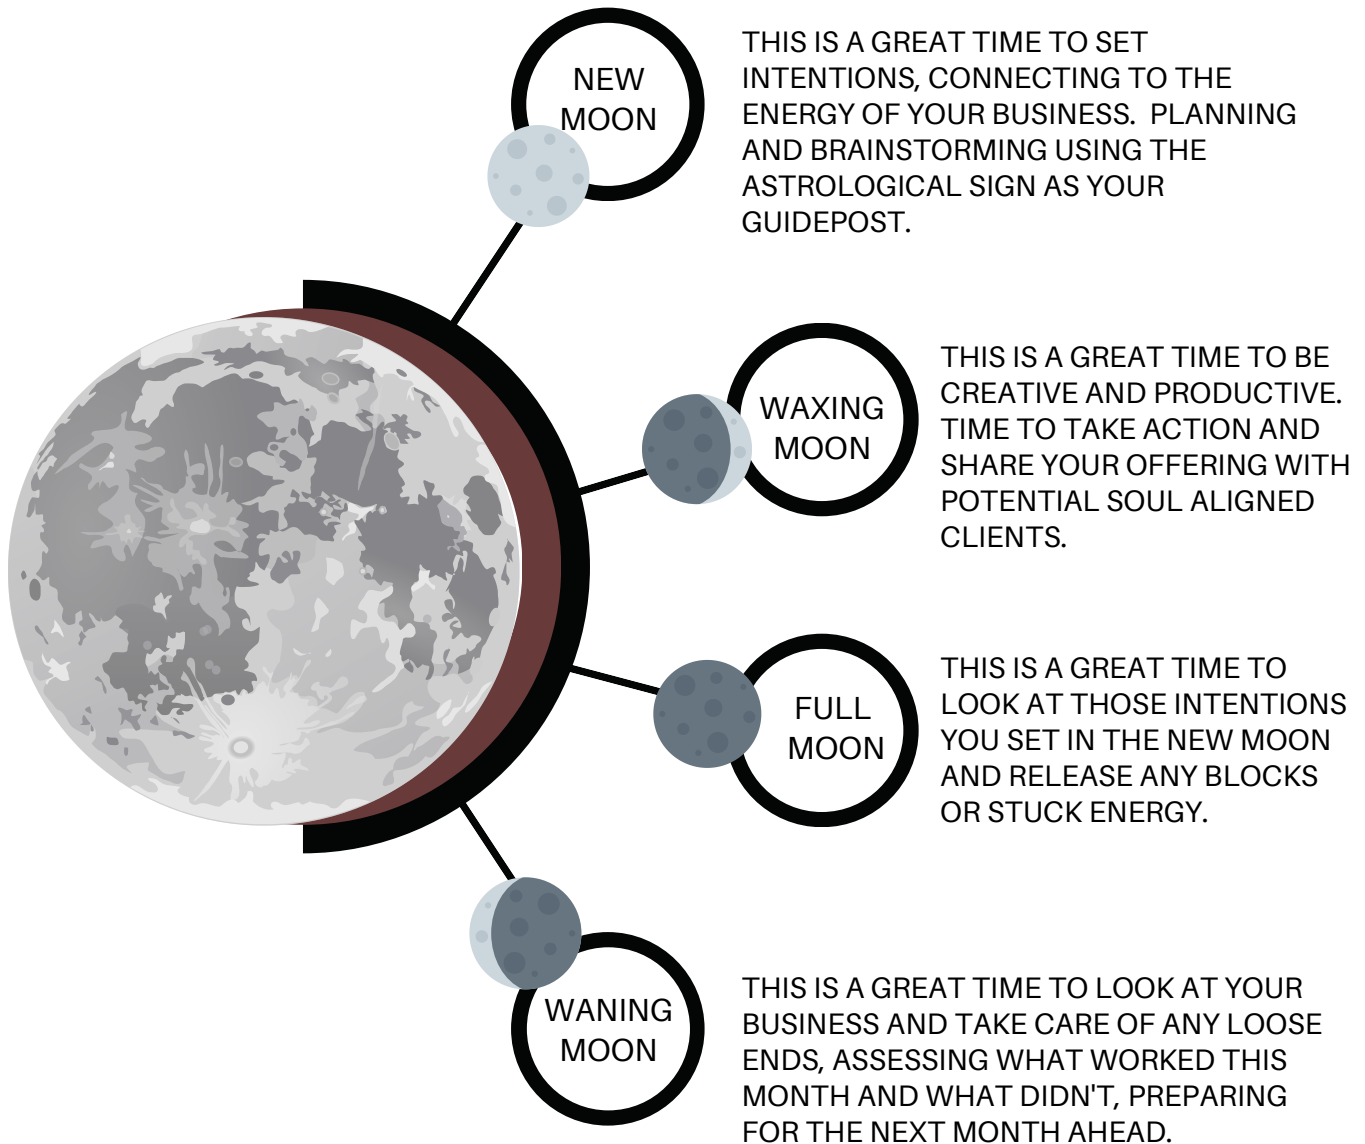 NEW
MOON
THIS IS A GREAT TIME TO SET
INTENTIONS, CONNECTING TO THE
ENERGY OF YOUR BUSINESS.  PLANNING
AND BRAINSTORMING USING THE
ASTROLOGICAL SIGN AS YOUR
GUIDEPOST.
WAXING
MOON
THIS IS A GREAT TIME TO BE
CREATIVE AND PRODUCTIVE.
TIME TO TAKE ACTION AND
SHARE YOUR OFFERING WITH
POTENTIAL SOUL ALIGNED
CLIENTS.
FULL
MOON
THIS IS A GREAT TIME TO
LOOK AT THOSE INTENTIONS
YOU SET IN THE NEW MOON
AND RELEASE ANY BLOCKS
OR STUCK ENERGY.
WANING
MOON
THIS IS A GREAT TIME TO LOOK AT YOUR
BUSINESS AND TAKE CARE OF ANY LOOSE
ENDS, ASSESSING WHAT WORKED THIS
MONTH AND WHAT DIDN'T, PREPARING
FOR THE NEXT MONTH AHEAD.